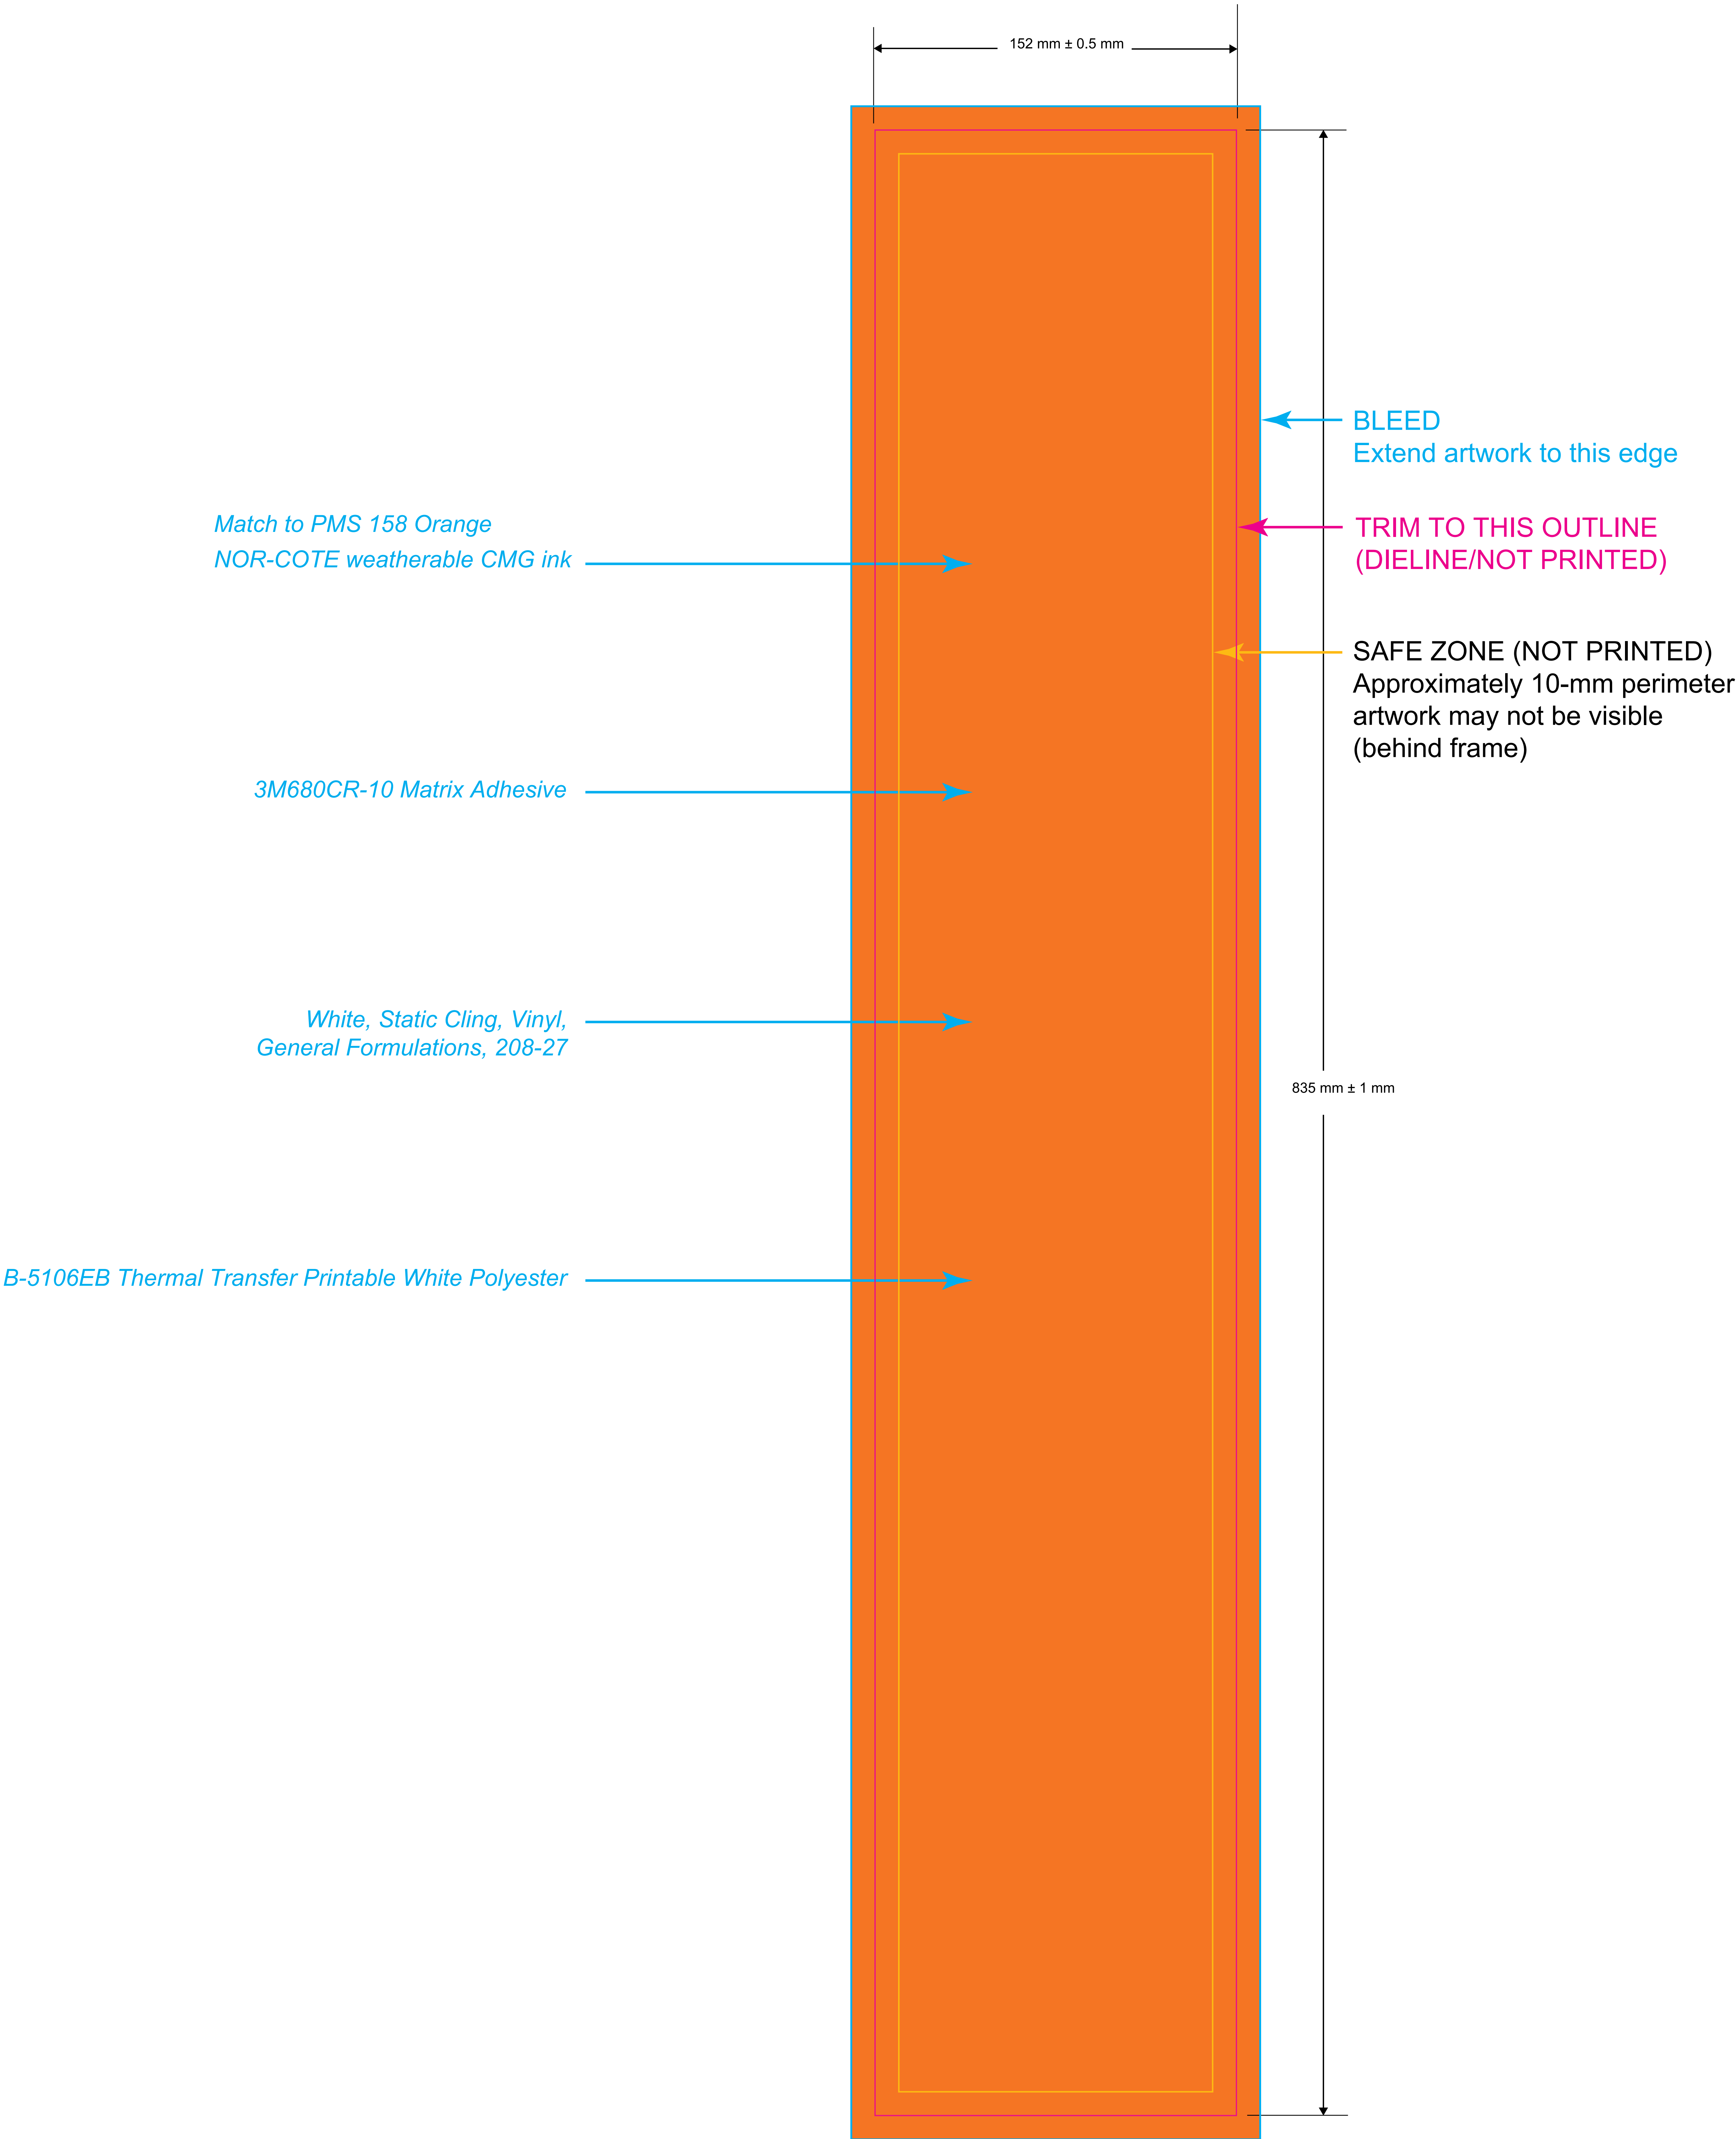 152 mm ± 0.5 mm
BLEED
Extend artwork to this edge
Match to PMS 158 Orange
NOR-COTE weatherable CMG ink
TRIM TO THIS OUTLINE
(DIELINE/NOT PRINTED)
SAFE ZONE (NOT PRINTED)
Approximately 10-mm perimeter
artwork may not be visible
(behind frame)
3M680CR-10 Matrix Adhesive
White, Static Cling, Vinyl,
General Formulations, 208-27
835 mm ± 1 mm
B-5106EB Thermal Transfer Printable White Polyester